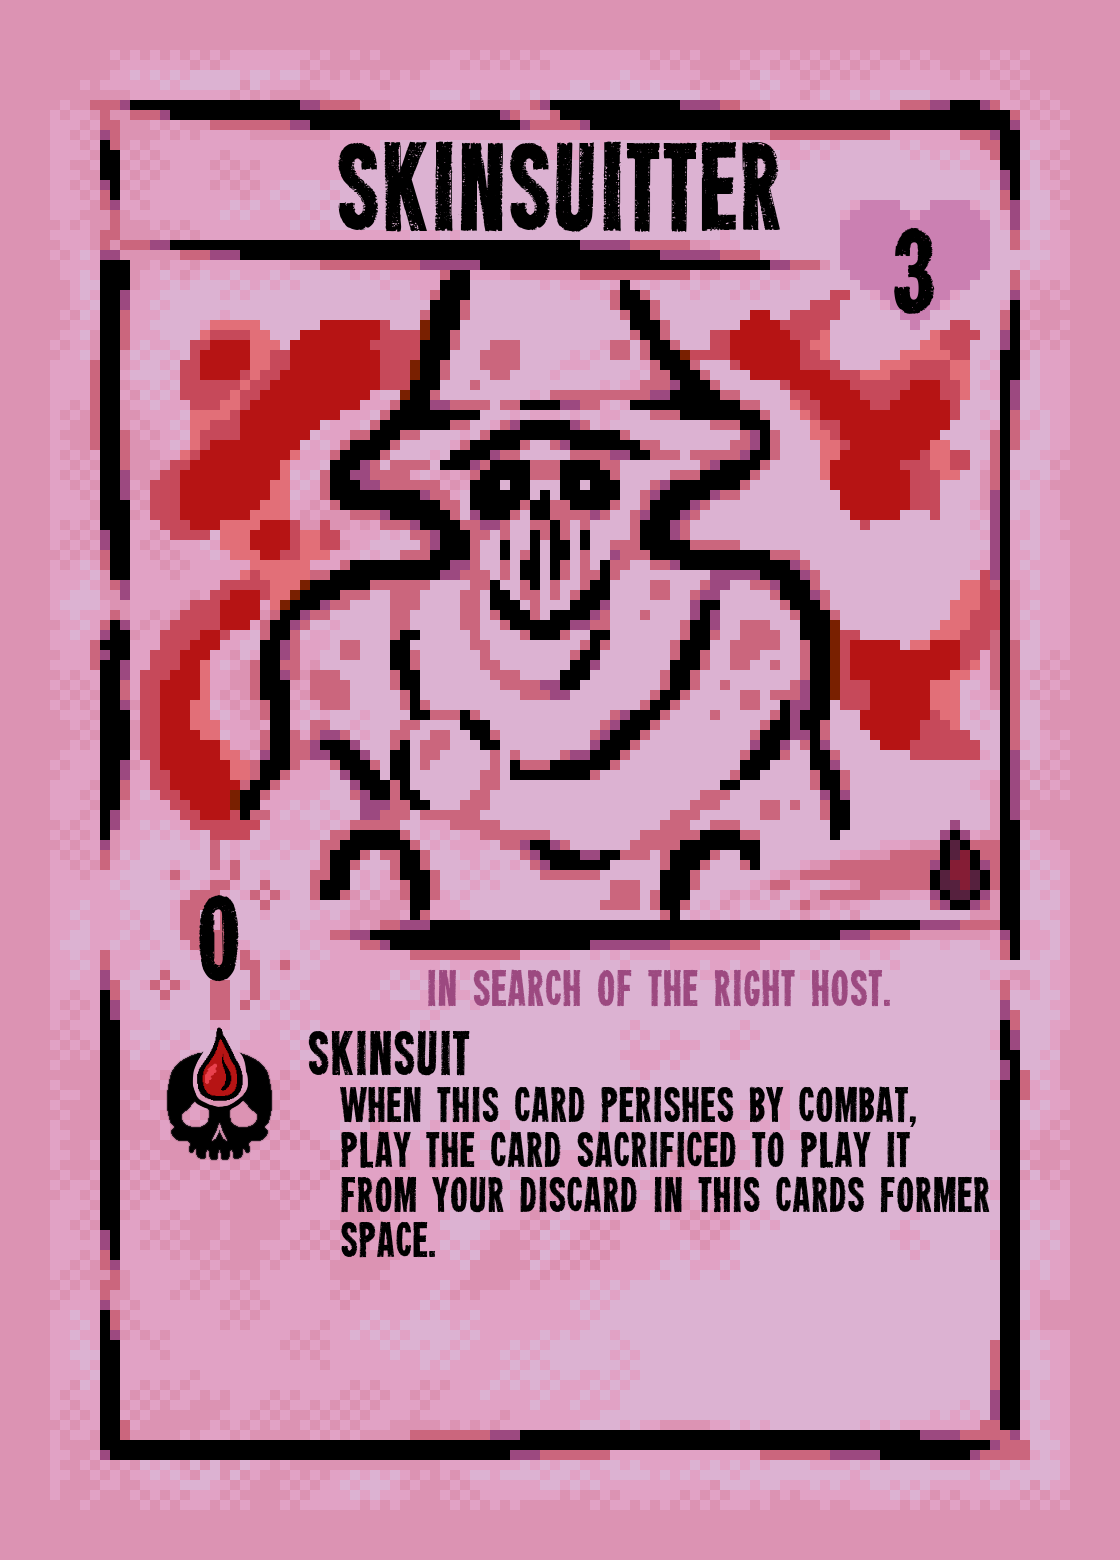 SKINSUITTER
3
0
IN SEARCH OF THE RIGHT HOST.
SKINSUIT
WHEN THIS CARD PERISHES BY COMBAT,
PLAY THE CARD SACRIFICED TO PLAY IT
FROM YOUR DISCARD IN THIS CARDS FORMER
SPACE.